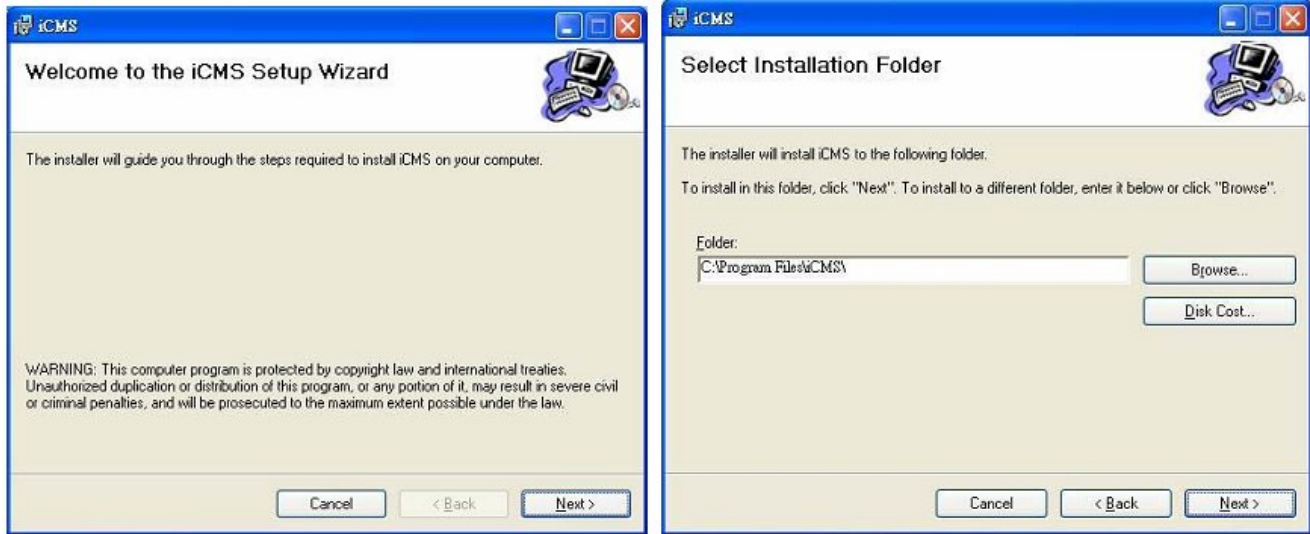 iCMS
Welcome to the iCMS Setup Wizard
The installer will guide you through the steps required to install iCMS on your computer.
WARNING: This computer program is protected by copyright law and international treaties.
Unauthorized duplication or distribution of this program, or any portion of it, may result in severe civil
or criminal penalties, and will be prosecuted to the maximum extent possible under the law.
Cancel
< Back
Next >
iCMS
Select Installation Folder
The installer will install iCMS to the following folder.
To install in this folder, click "Next". To install to a different folder, enter it below or click "Browse".
Folder:
C:\Program Files\iCMS\
Browse...
Disk Cost...
Cancel
< Back
Next >